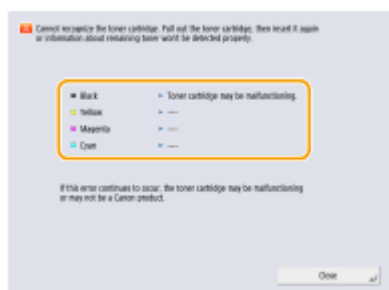 Cannot recognize the toner cartridge. Pull out the toner cartridge, then insert it again
or information about remaining toner won't be detected properly.
Black ► Toner cartridge may be malfunctioning.
Yellow ► ----
Magenta ► ----
Cyan ► ----
If this error continues to occur, the toner cartridge may be malfunctioning
or may not be a Canon product.
Close